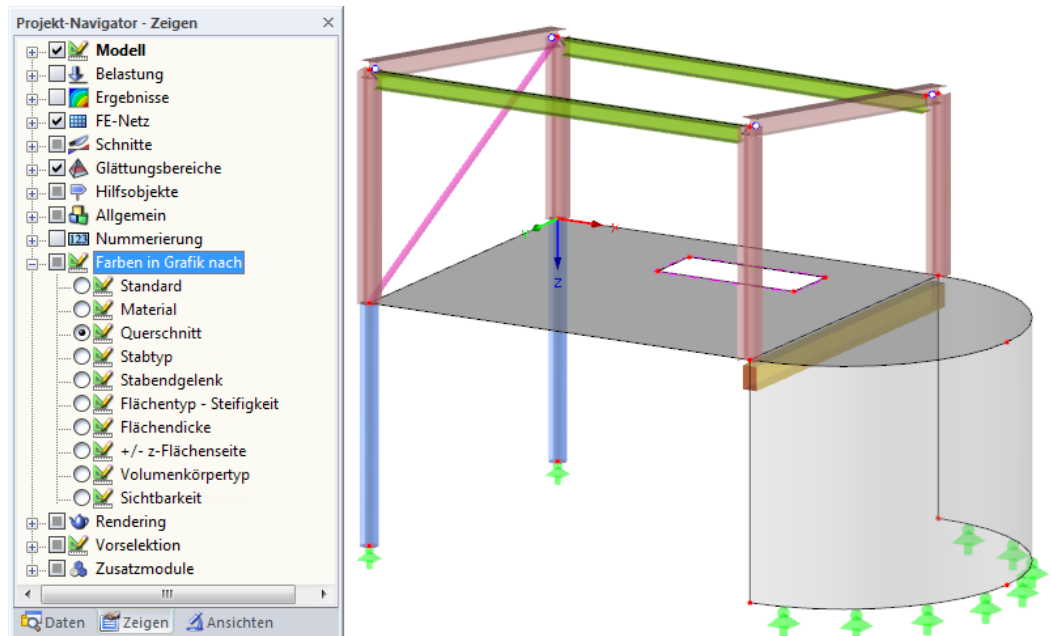 Projekt-Navigator - Zeigen
Modell
Belastung
Ergebnisse
FE-Netz
Schnitte
Glättungsbereiche
Hilfsobjekte
Allgemein
123 Nummerierung
Farben in Grafik nach
Standard
Material
Querschnitt
Stabtyp
Stabendgelenk
Flächentyp - Steifigkeit
Flächendicke
+/- z-Flächenseite
Volumenkörpertyp
Sichtbarkeit
Rendering
Vorselektion
Zusatzmodule
Daten Zeigen Ansichten
Y X
Z